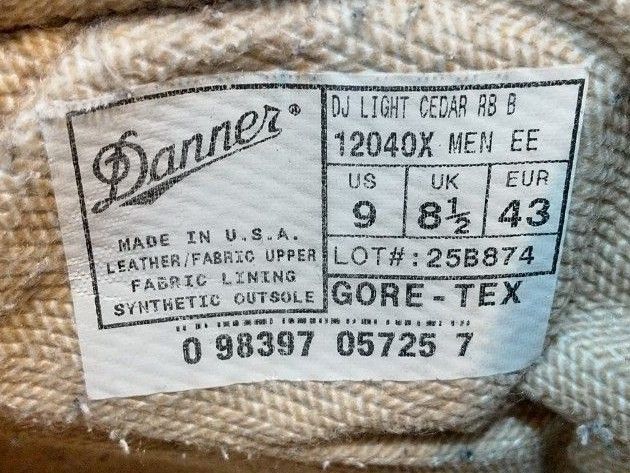 Danner®
MADE IN U.S.A.
LEATHER/FABRIC UPPER
FABRIC LINING
SYNTHETIC OUTSOLE
DJ LIGHT CEDAR RB B
12040X MEN EE
US UK EUR
9 8½ 43
LOT#:25B874
GORE-TEX
0 98397 05725 7